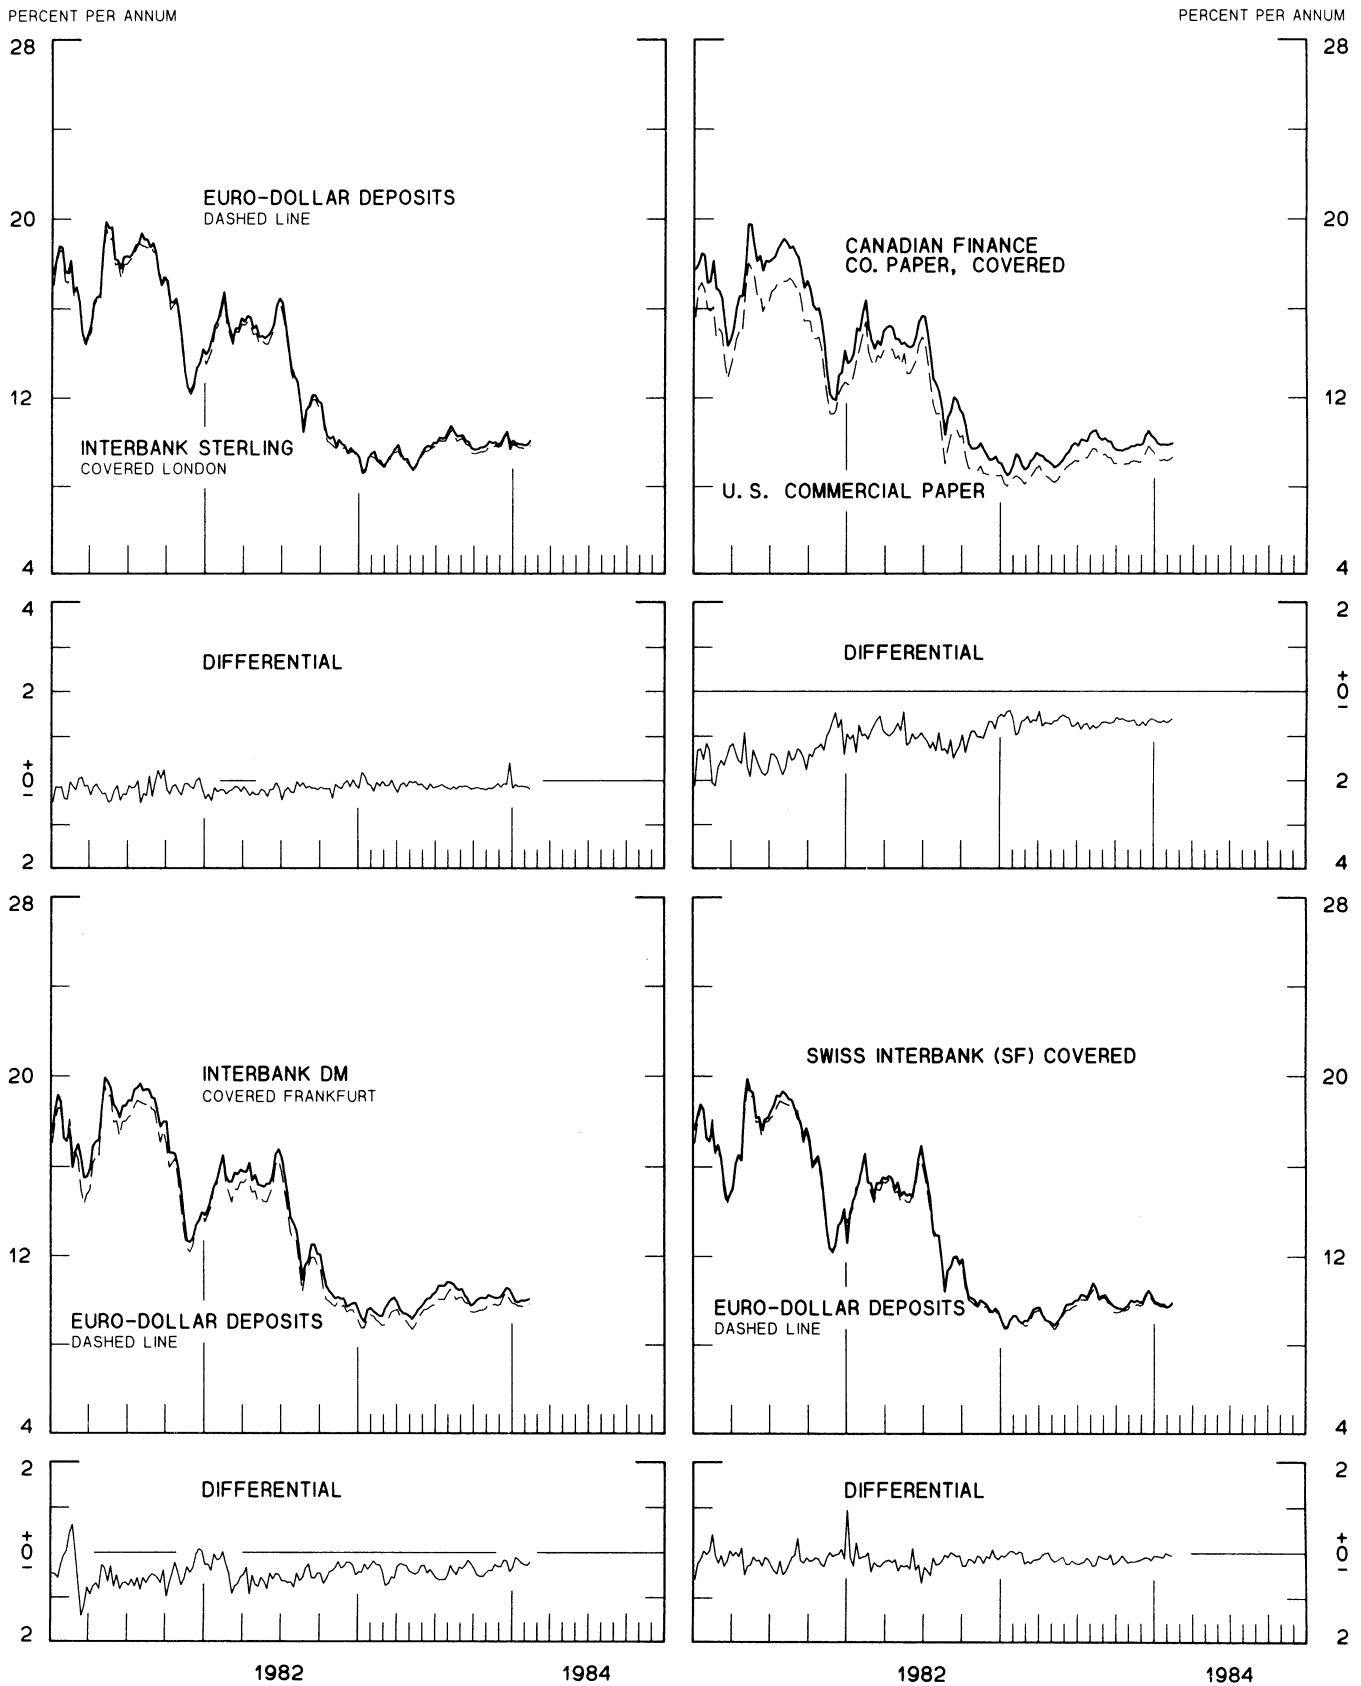 PERCENT PER ANNUM
PERCENT PER ANNUM
28
20
12
4
EURO-DOLLAR DEPOSITS
DASHED LINE
INTERBANK STERLING
COVERED LONDON
28
20
12
4
CANADIAN FINANCE
CO. PAPER, COVERED
U.S. COMMERCIAL PAPER
4
2
+
0
−
2
DIFFERENTIAL
2
+
0
−
2
4
DIFFERENTIAL
28
20
12
4
INTERBANK DM
COVERED FRANKFURT
EURO-DOLLAR DEPOSITS
DASHED LINE
28
20
12
4
SWISS INTERBANK (SF) COVERED
EURO-DOLLAR DEPOSITS
DASHED LINE
2
+
0
−
2
DIFFERENTIAL
2
+
0
−
2
DIFFERENTIAL
1982
1984
1982
1984